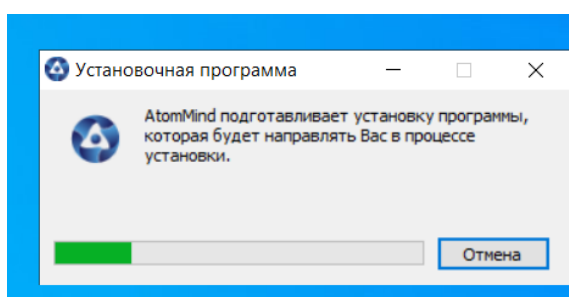 Установочная программа
AtomMind подготавливает установку программы,
которая будет направлять Вас в процессе
установки.
Отмена